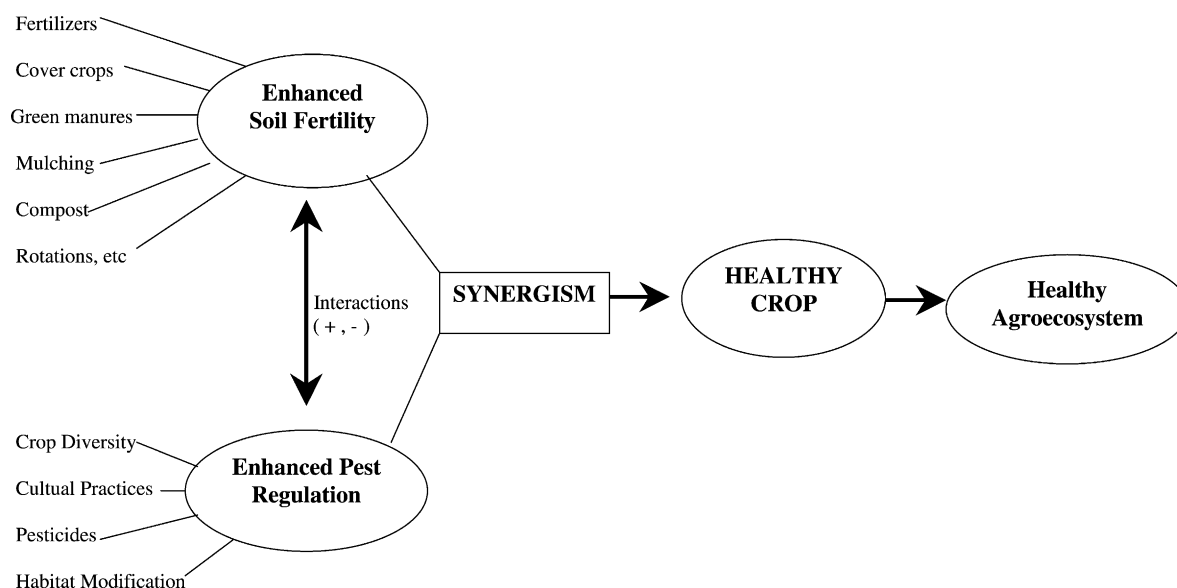 Fertilizers
Cover crops
Green manures
Mulching
Compost
Rotations, etc
Enhanced
Soil Fertility
Interactions
( + , - )
SYNERGISM
HEALTHY
CROP
Healthy
Agroecosystem
Crop Diversity
Cultual Practices
Pesticides
Habitat Modification
Enhanced Pest
Regulation